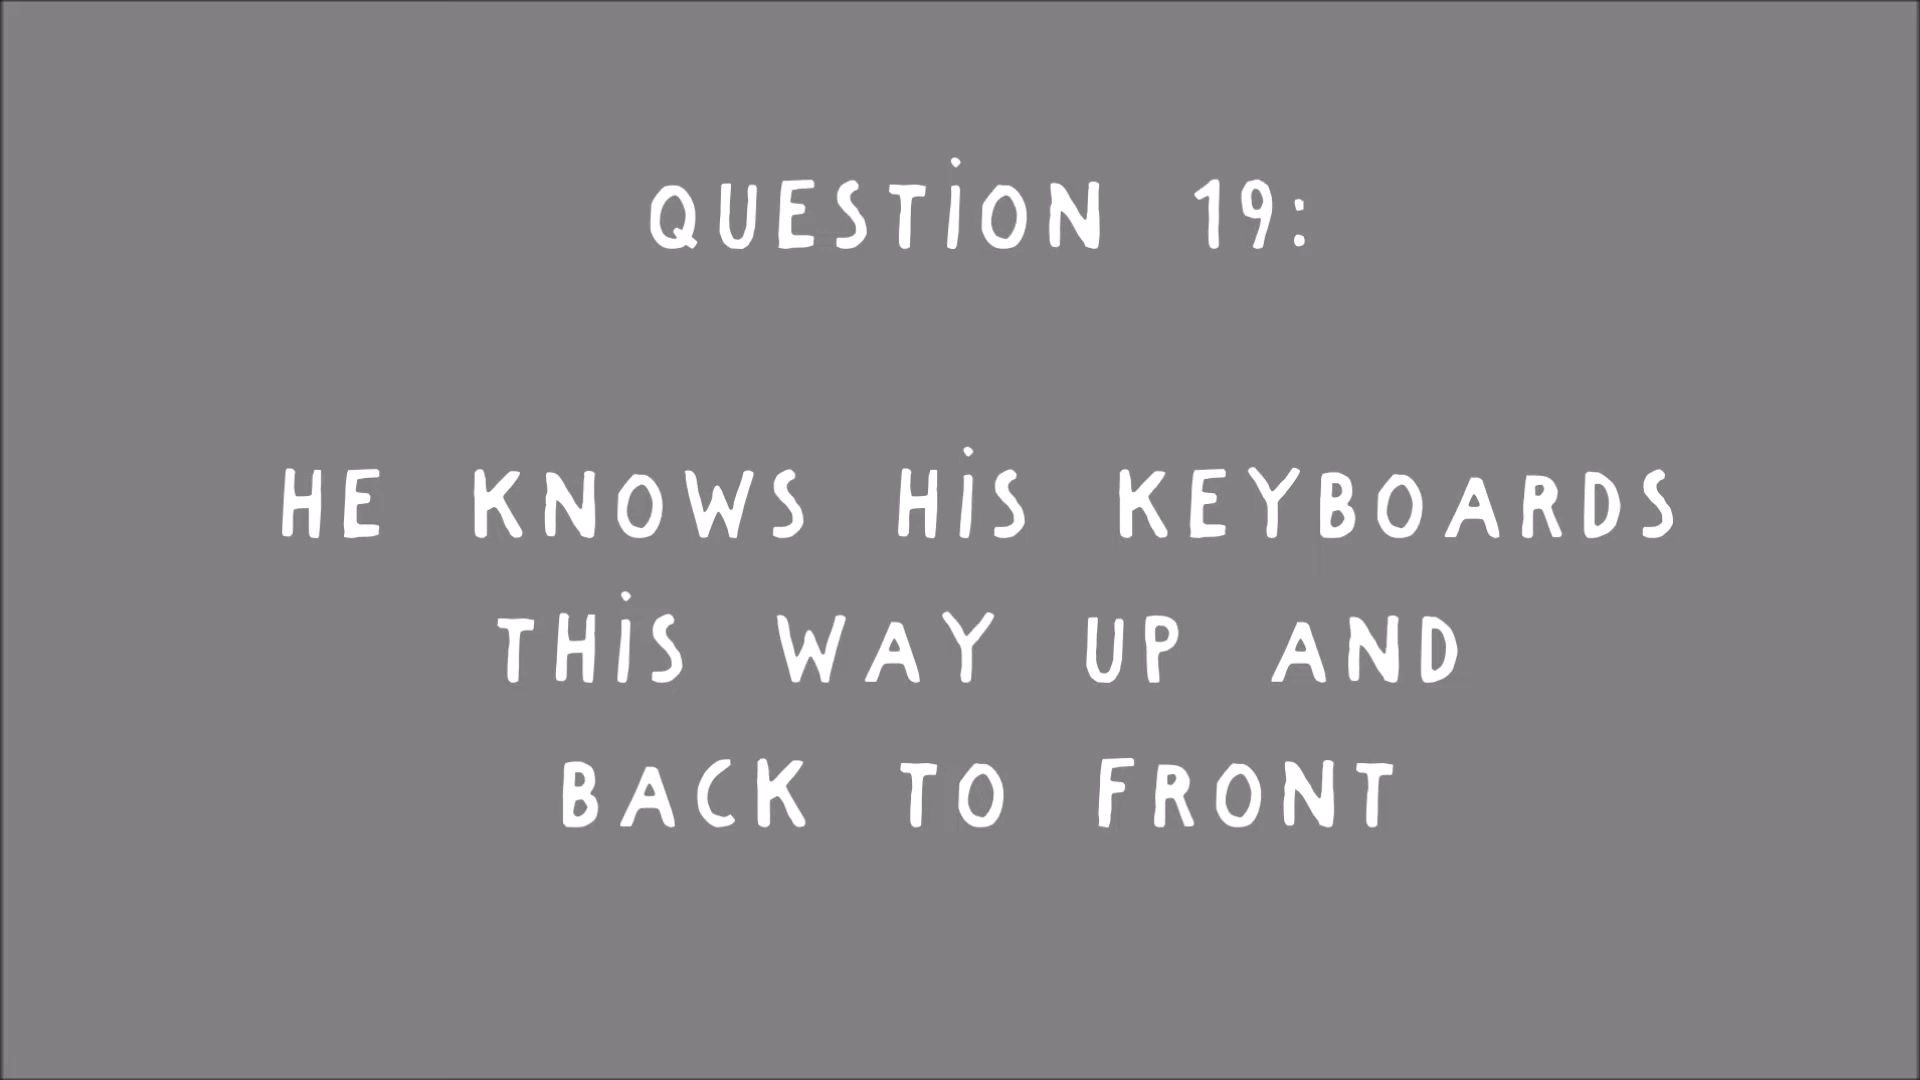 QUESTION 19:
HE KNOWS HIS KEYBOARDS
THIS WAY UP AND
BACK TO FRONT